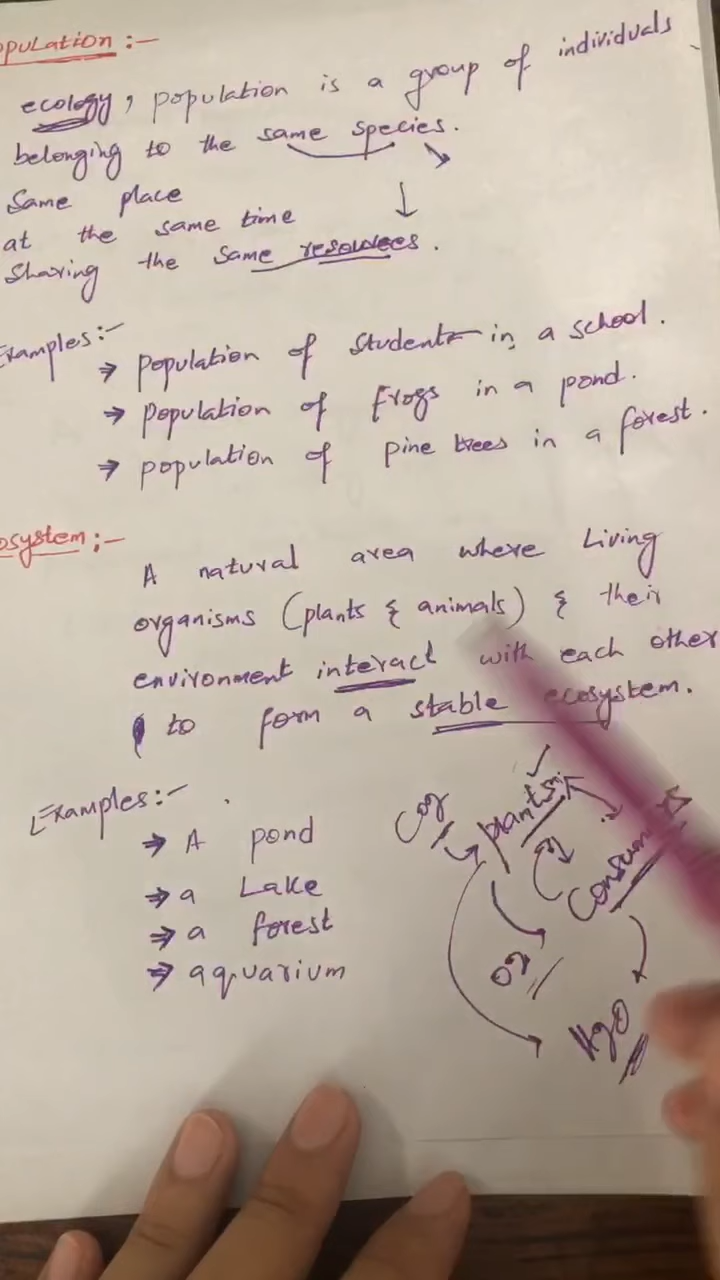 opulation :-
ecology, population is a group of individuals
belonging to the same species.
Same place
at the same time
Sharing the same resources.
Examples:-
→ population of students in a school.
→ population of frogs in a pond.
→ population of pine trees in a forest.
osystem :-
A natural area where Living
organisms (plants & animals) & their
environment interact with each other
to form a stable ecosystem.
Examples:-
→ A pond
→ a Lake
→ a forest
→ aquarium
CO2
plants
O2
Consumers
O2
H2O